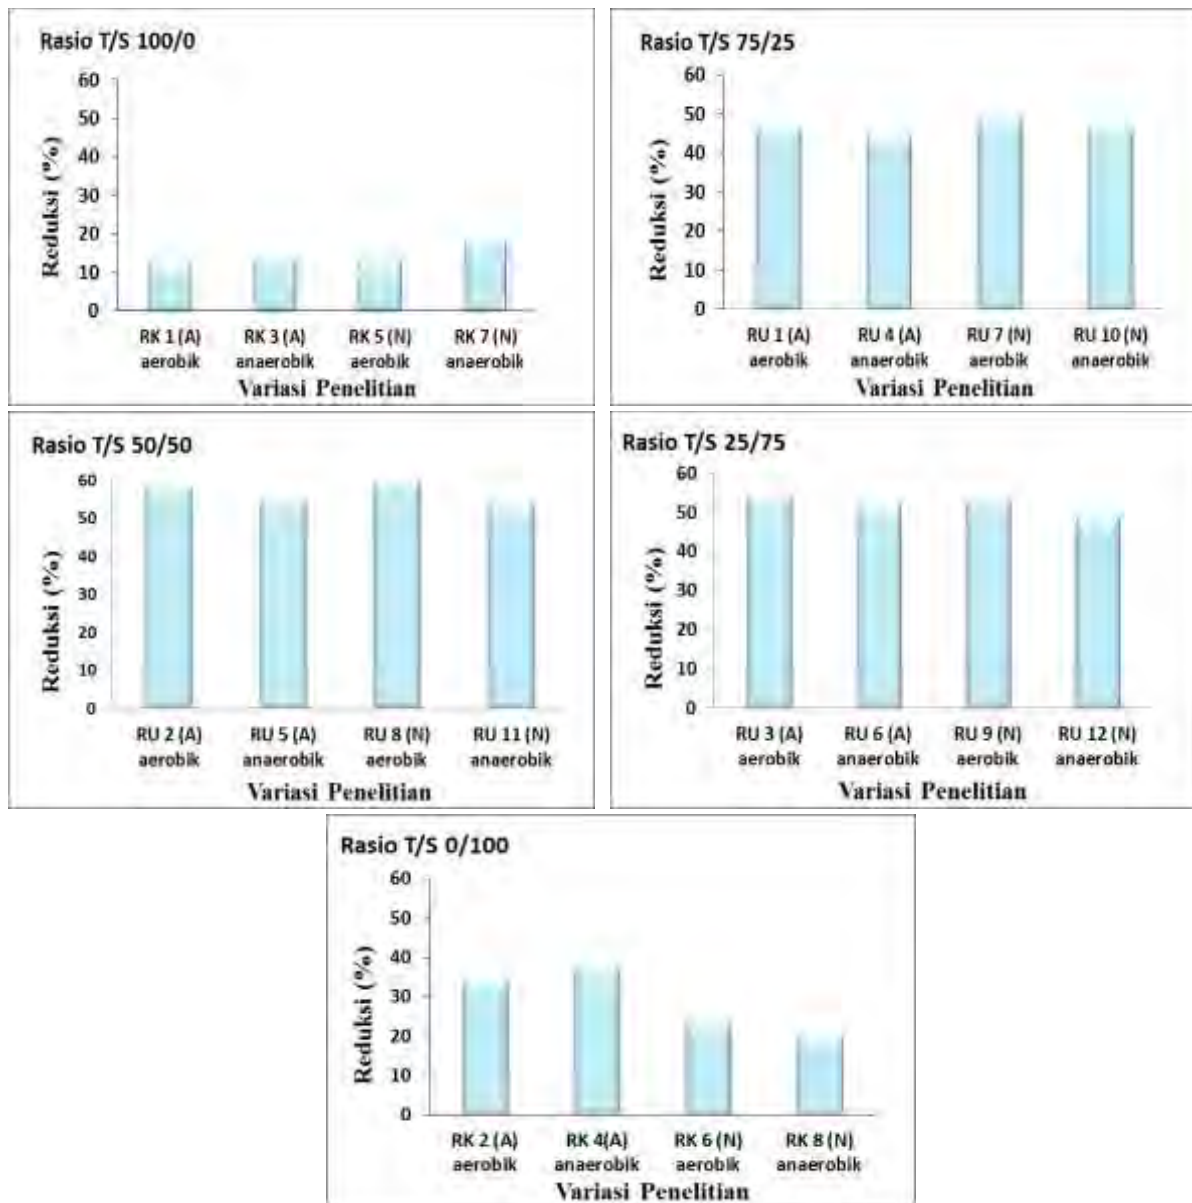 Rasio T/S 100/0
60
50
40
30
20
10
0
Reduksi (%)
RK 1 (A) RK 3 (A) RK 5 (N) RK 7 (N)
aerobik anaerobik aerobik anaerobik
Variasi Penelitian
Rasio T/S 75/25
60
50
40
30
20
10
0
Reduksi (%)
RU 1 (A) RU 4 (A) RU 7 (N) RU 10 (N)
aerobik anaerobik aerobik anaerobik
Variasi Penelitian
Rasio T/S 50/50
60
50
40
30
20
10
0
Reduksi (%)
RU 2 (A) RU 5 (A) RU 8 (N) RU 11 (N)
aerobik anaerobik aerobik anaerobik
Variasi Penelitian
Rasio T/S 25/75
60
50
40
30
20
10
0
Reduksi (%)
RU 3 (A) RU 6 (A) RU 9 (N) RU 12 (N)
aerobik anaerobik aerobik anaerobik
Variasi Penelitian
Rasio T/S 0/100
60
50
40
30
20
10
0
Reduksi (%)
RK 2 (A) RK 4(A) RK 6 (N) RK 8 (N)
aerobik anaerobik aerobik anaerobik
Variasi Penelitian